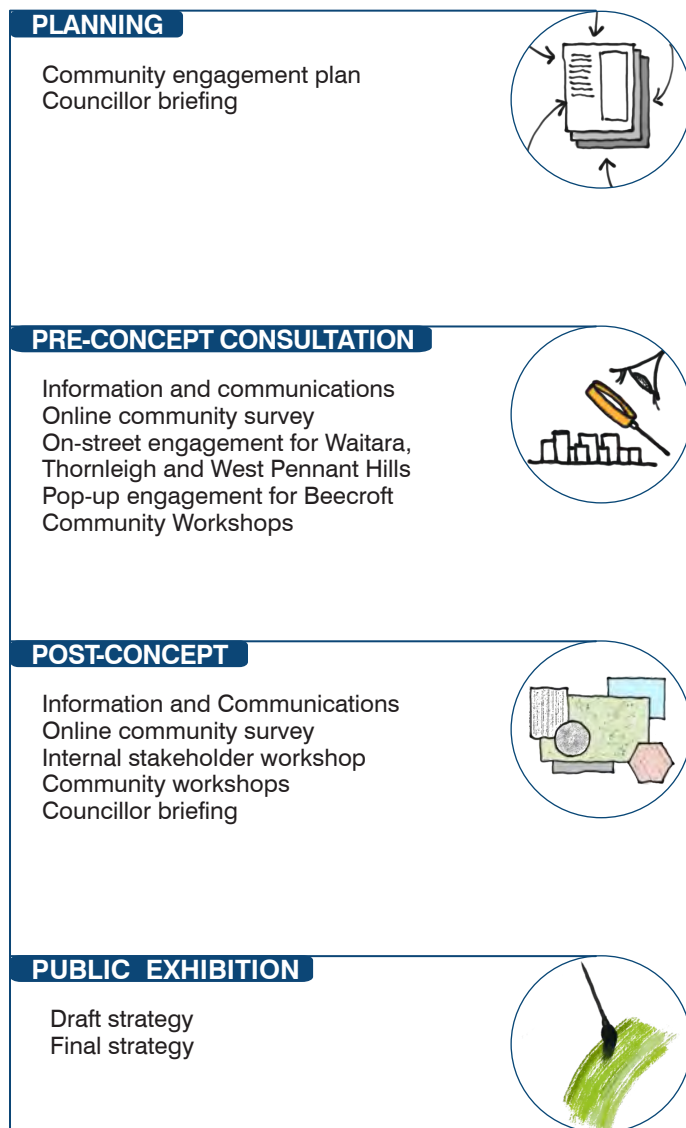 PLANNING
Community engagement plan
Councillor briefing
PRE-CONCEPT CONSULTATION
Information and communications
Online community survey
On-street engagement for Waitara,
Thornleigh and West Pennant Hills
Pop-up engagement for Beecroft
Community Workshops
POST-CONCEPT
Information and Communications
Online community survey
Internal stakeholder workshop
Community workshops
Councillor briefing
PUBLIC EXHIBITION
Draft strategy
Final strategy